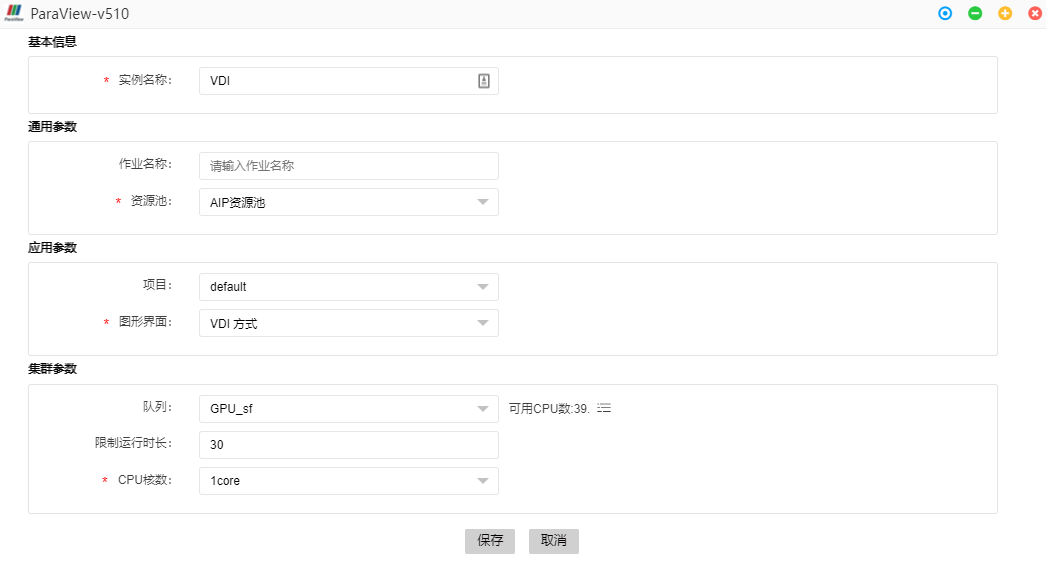 ParaView-v510
基本信息
* 实例名称： VDI
通用参数
作业名称： 请输入作业名称
* 资源池： AIP资源池
应用参数
项目： default
* 图形界面： VDI 方式
集群参数
队列： GPU_sf 可用CPU数:39.
限制运行时长： 30
* CPU核数： 1core
保存 取消